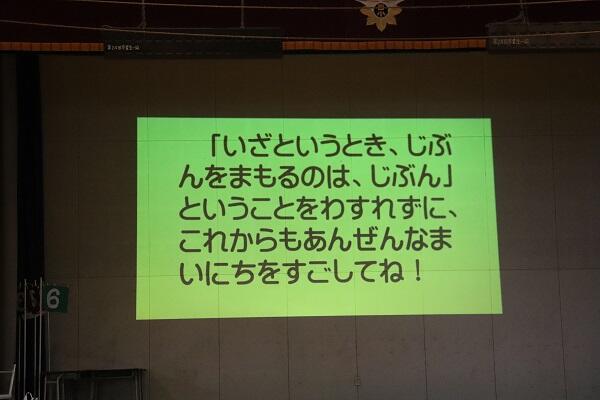 「いざというとき、じぶ
んをまもるのは、じぶん」
ということをわすれずに、
これからもあんぜんなま
いにちをすごしてね！
6